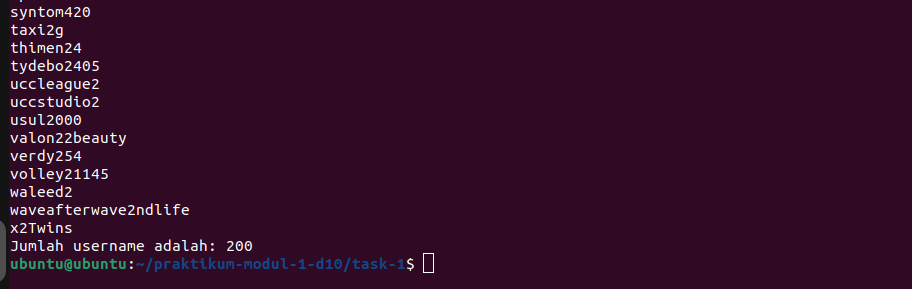 syntom420
taxi2g
thimen24
tydebo2405
uccleague2
uccstudio2
usul2000
valon22beauty
verdy254
volley21145
waleed2
waveafterwave2ndlife
x2Twins
Jumlah username adalah: 200
ubuntu@ubuntu:~/praktikum-modul-1-d10/task-1$